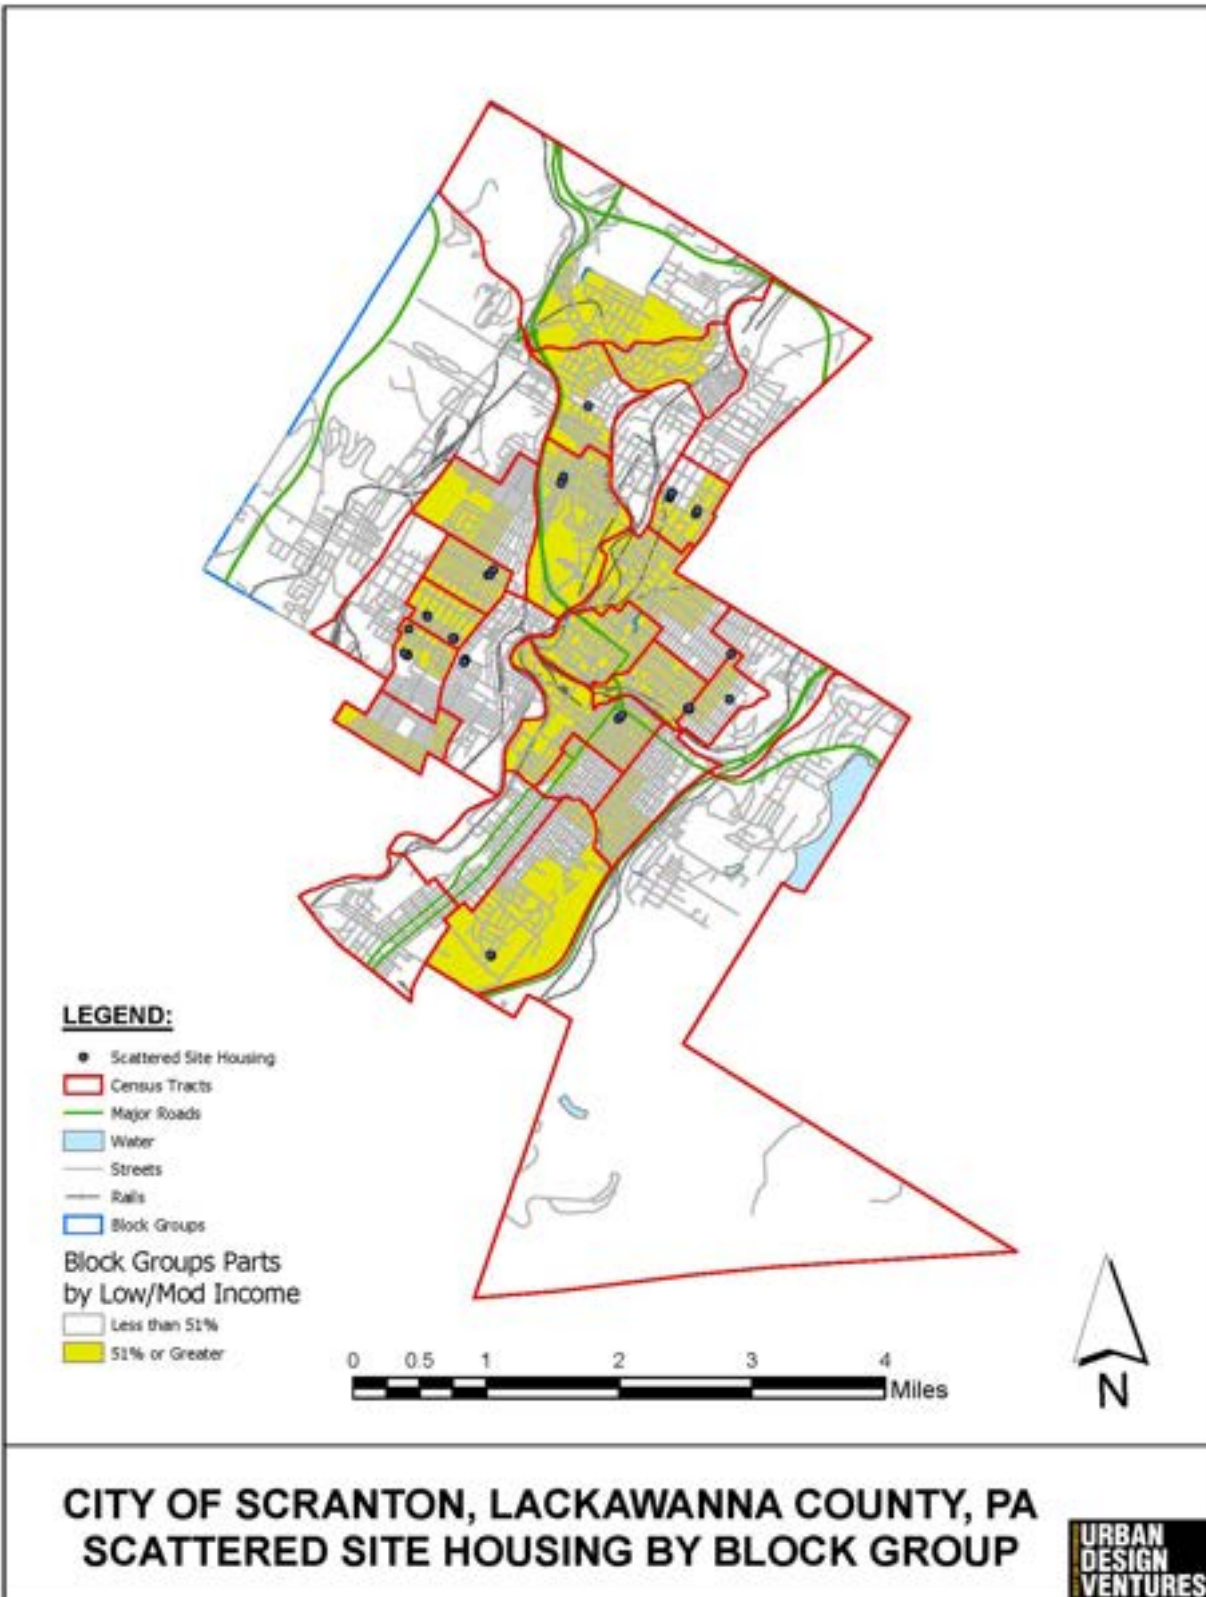 LEGEND:
Scattered Site Housing
Census Tracts
Major Roads
Water
Streets
Rails
Block Groups
Block Groups Parts
by Low/Mod Income
Less than 51%
51% or Greater
0 0.5 1 2 3 4
Miles
N
CITY OF SCRANTON, LACKAWANNA COUNTY, PA
SCATTERED SITE HOUSING BY BLOCK GROUP
URBAN
DESIGN
VENTURES